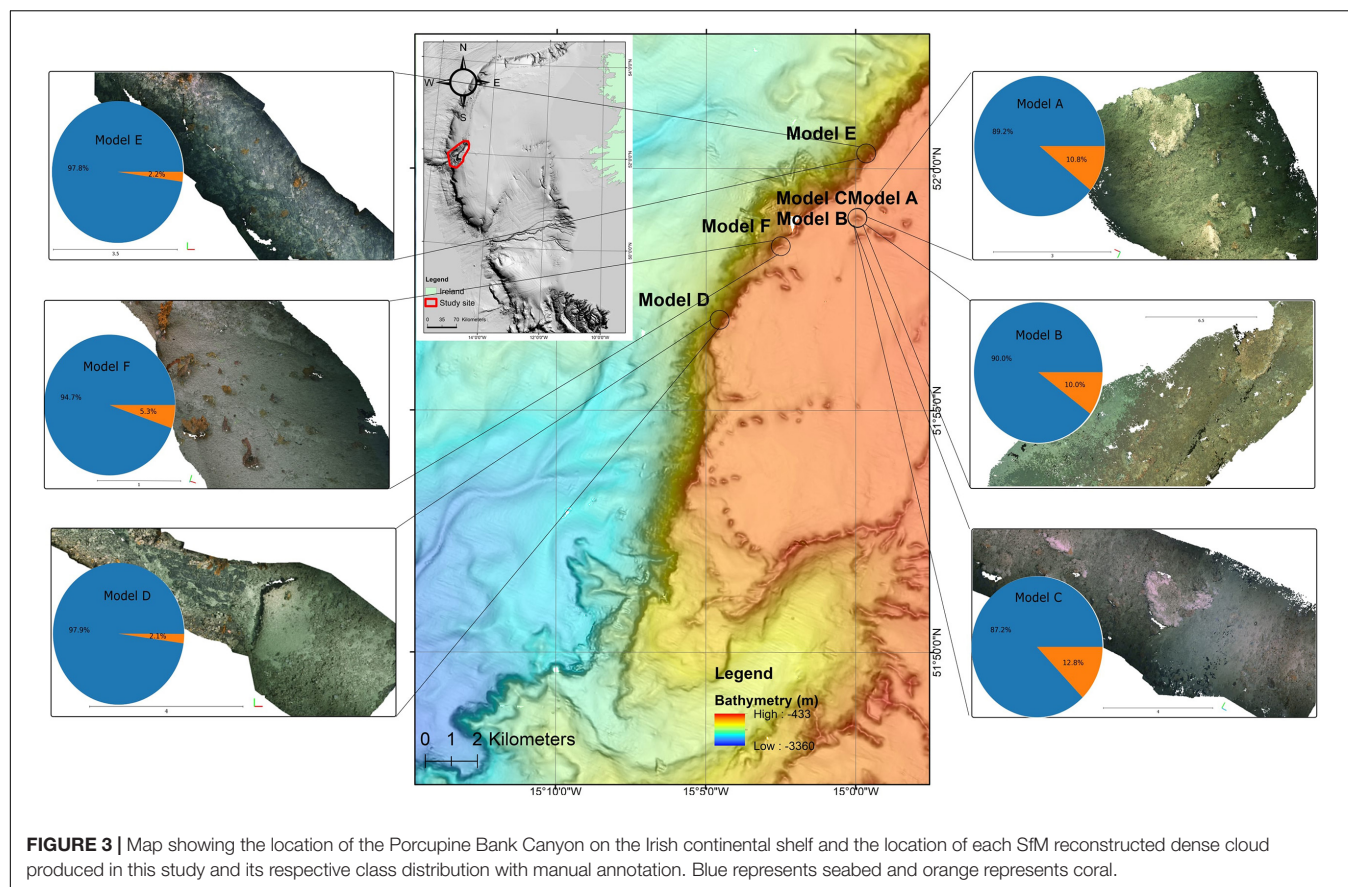 Model E
97.8%
2.2%
3.5
Model F
94.7%
5.3%
1
Model D
97.9%
2.1%
4
N
W
E
S
Legend
Ireland
Study site
0 35 70 Kilometers
14°0'0"W
12°0'0"W
10°0'0"W
Model E
Model C
Model A
Model B
Model F
Model D
52°0'0"N
51°55'0"N
51°50'0"N
Legend
Bathymetry (m)
High : -433
Low : -3360
0 1 2 Kilometers
15°10'0"W
15°5'0"W
15°0'0"W
Model A
89.2%
10.8%
3
Model B
90.0%
10.0%
6.5
Model C
87.2%
12.8%
4
FIGURE 3 | Map showing the location of the Porcupine Bank Canyon on the Irish continental shelf and the location of each SfM reconstructed dense cloud
produced in this study and its respective class distribution with manual annotation. Blue represents seabed and orange represents coral.